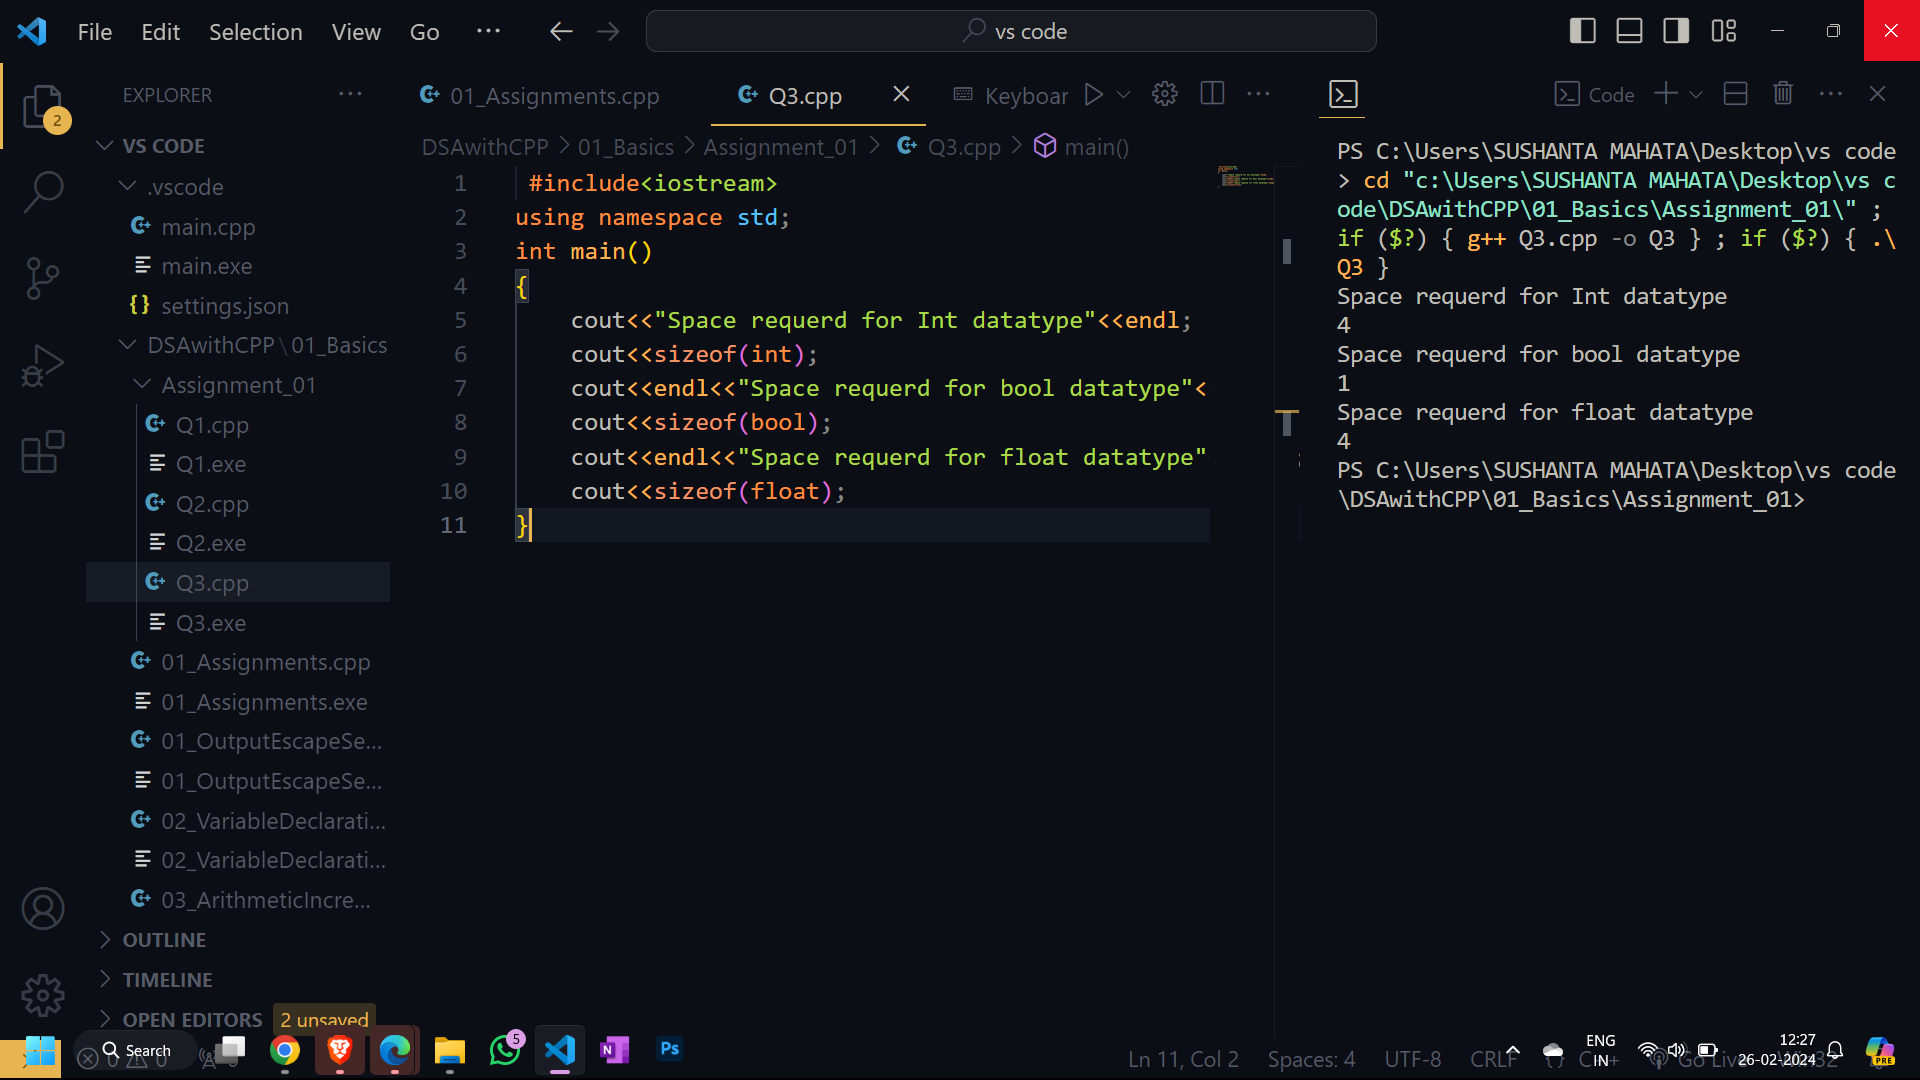 File Edit Selection View Go ··· vs code
EXPLORER ···
VS CODE
.vscode
main.cpp
main.exe
{} settings.json
DSAwithCPP\01_Basics
Assignment_01
Q1.cpp
Q1.exe
Q2.cpp
Q2.exe
Q3.cpp
Q3.exe
01_Assignments.cpp
01_Assignments.exe
01_OutputEscapeSe...
01_OutputEscapeSe...
02_VariableDeclarati...
02_VariableDeclarati...
03_ArithmeticIncre...
OUTLINE
TIMELINE
OPEN EDITORS 2 unsaved
2
01_Assignments.cpp Q3.cpp Keyboar
DSAwithCPP > 01_Basics > Assignment_01 > Q3.cpp > main()
1 #include<iostream>
2 using namespace std;
3 int main()
4 {
5 cout<<"Space requerd for Int datatype"<<endl;
6 cout<<sizeof(int);
7 cout<<endl<<"Space requerd for bool datatype"<
8 cout<<sizeof(bool);
9 cout<<endl<<"Space requerd for float datatype"
10 cout<<sizeof(float);
11 }
Code
PS C:\Users\SUSHANTA MAHATA\Desktop\vs code
> cd "c:\Users\SUSHANTA MAHATA\Desktop\vs c
ode\DSAwithCPP\01_Basics\Assignment_01\" ;
if ($?) { g++ Q3.cpp -o Q3 } ; if ($?) { .\
Q3 }
Space requerd for Int datatype
4
Space requerd for bool datatype
1
Space requerd for float datatype
4
PS C:\Users\SUSHANTA MAHATA\Desktop\vs code
\DSAwithCPP\01_Basics\Assignment_01>
Search
0 0 0
5
Ps
Ln 11, Col 2 Spaces: 4 UTF-8 CRLF {} C++ Go Live Win32
ENG
IN
12:27
26-02-2024
PRE